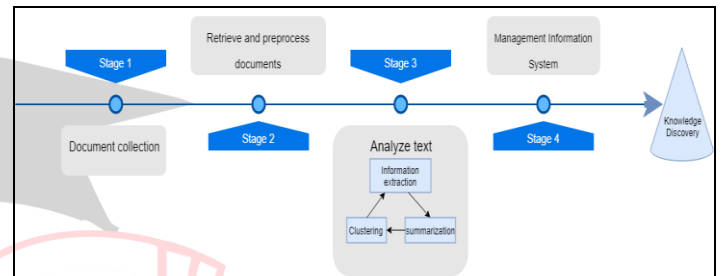 Stage 1
Document collection
Retrieve and preprocess
documents
Stage 2
Stage 3
Analyze text
Information
extraction
Clustering
summarization
Management Information
System
Stage 4
Knowledge
Discovery